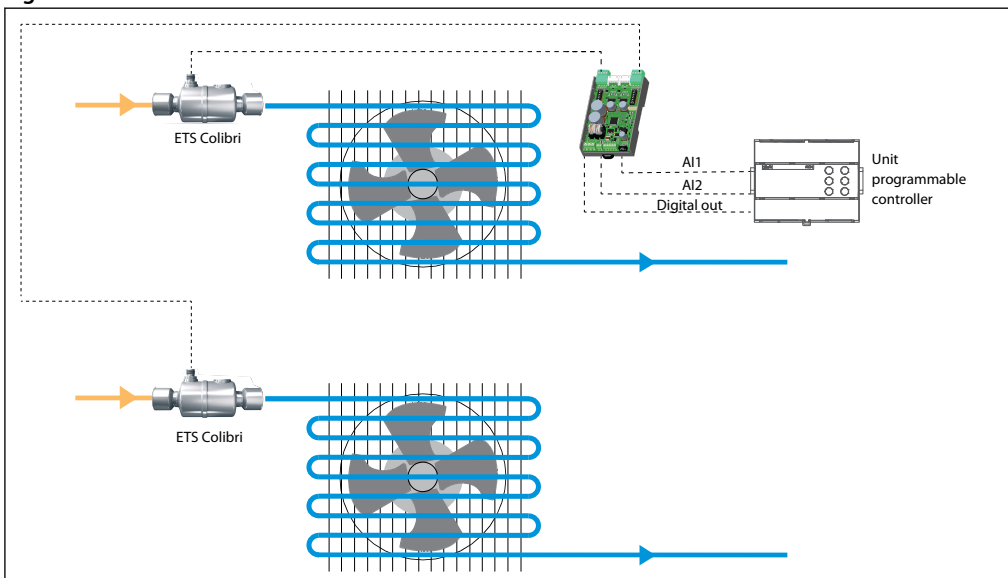 ETS Colibri
AI1
AI2
Digital out
Unit
programmable
controller
ETS Colibri